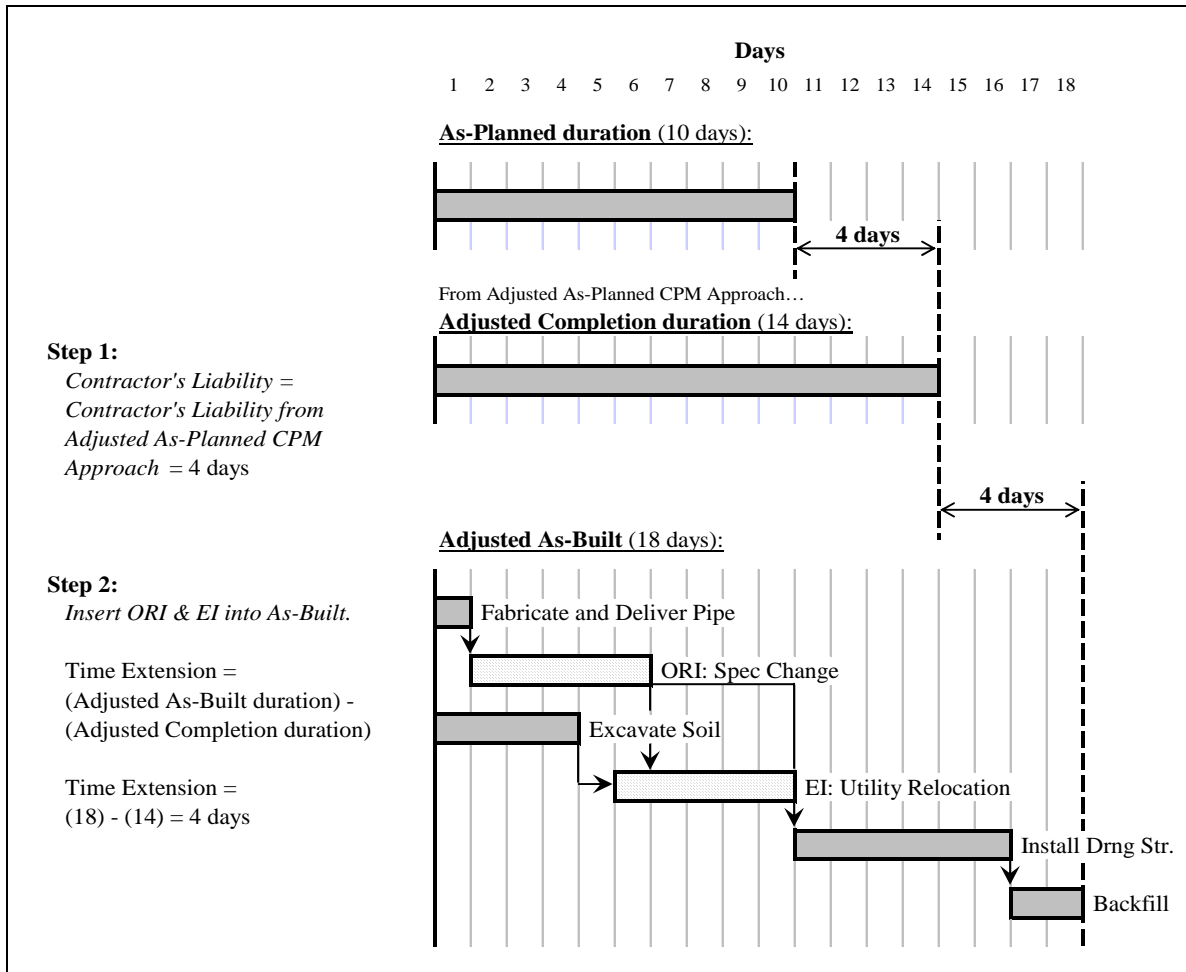 Days
1 2 3 4 5 6 7 8 9 10 11 12 13 14 15 16 17 18
As-Planned duration (10 days):
4 days
From Adjusted As-Planned CPM Approach…
Adjusted Completion duration (14 days):
Step 1:
Contractor's Liability =
Contractor's Liability from
Adjusted As-Planned CPM
Approach = 4 days
4 days
Adjusted As-Built (18 days):
Step 2:
Insert ORI & EI into As-Built.
Fabricate and Deliver Pipe
Time Extension =
(Adjusted As-Built duration) -
(Adjusted Completion duration)
ORI: Spec Change
Excavate Soil
Time Extension =
(18) - (14) = 4 days
EI: Utility Relocation
Install Drng Str.
Backfill